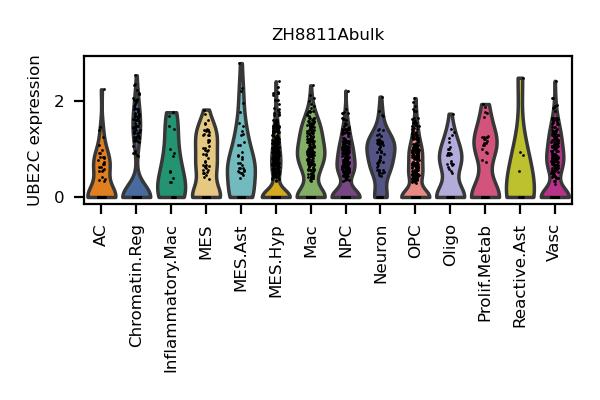 ZH8811Abulk
UBE2C expression
2
0
AC
Chromatin.Reg
Inflammatory.Mac
MES
MES.Ast
MES.Hyp
Mac
NPC
Neuron
OPC
Oligo
Prolif.Metab
Reactive.Ast
Vasc